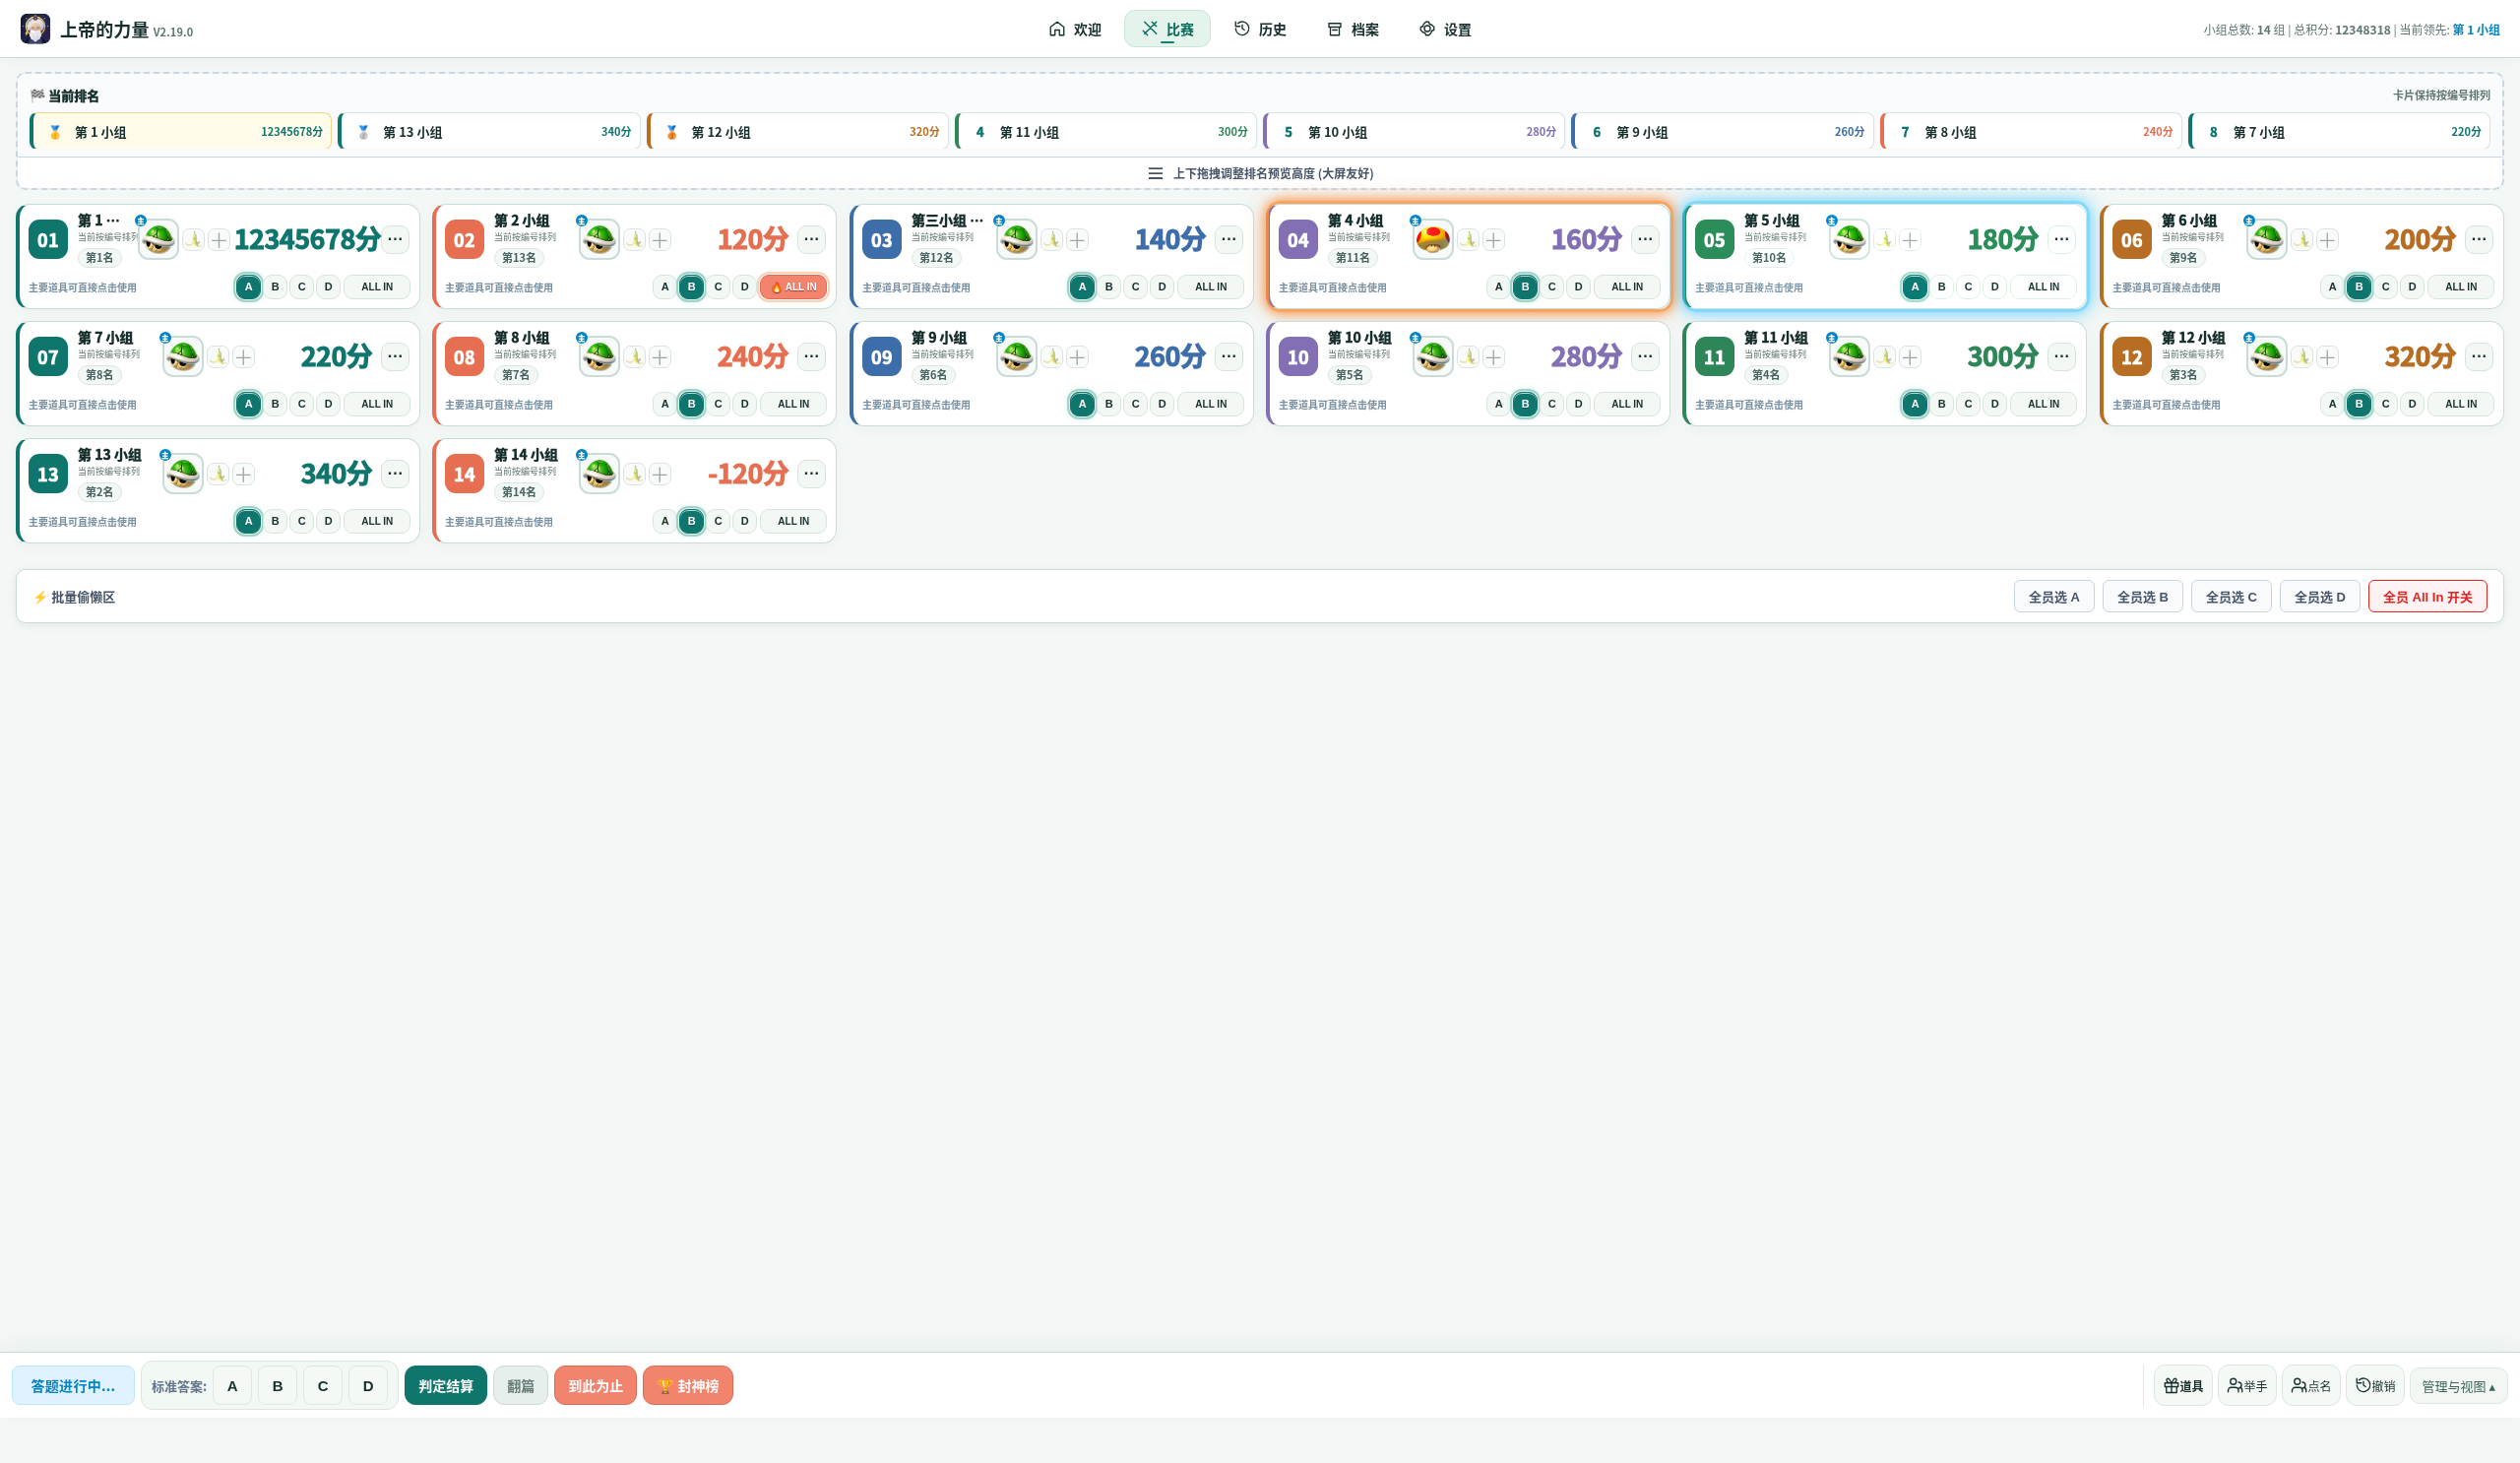 上帝的力量 V2.19.0
欢迎 比赛 历史 档案 设置
小组总数: 14 组 | 总积分: 12348318 | 当前领先: 第 1 小组
当前排名
卡片保持按编号排列
第 1 小组 12345678分
第 13 小组 340分
第 12 小组 320分
4 第 11 小组 300分
5 第 10 小组 280分
6 第 9 小组 260分
7 第 8 小组 240分
8 第 7 小组 220分
上下拖拽调整排名预览高度 (大屏友好)
01 第 1 ··· 当前按编号排列 第1名 主 12345678分 ···
主要道具可直接点击使用 A B C D ALL IN
02 第 2 小组 当前按编号排列 第13名 主 120分 ···
主要道具可直接点击使用 A B C D ALL IN
03 第三小组 ··· 当前按编号排列 第12名 主 140分 ···
主要道具可直接点击使用 A B C D ALL IN
04 第 4 小组 当前按编号排列 第11名 主 160分 ···
主要道具可直接点击使用 A B C D ALL IN
05 第 5 小组 当前按编号排列 第10名 主 180分 ···
主要道具可直接点击使用 A B C D ALL IN
06 第 6 小组 当前按编号排列 第9名 主 200分 ···
主要道具可直接点击使用 A B C D ALL IN
07 第 7 小组 当前按编号排列 第8名 主 220分 ···
主要道具可直接点击使用 A B C D ALL IN
08 第 8 小组 当前按编号排列 第7名 主 240分 ···
主要道具可直接点击使用 A B C D ALL IN
09 第 9 小组 当前按编号排列 第6名 主 260分 ···
主要道具可直接点击使用 A B C D ALL IN
10 第 10 小组 当前按编号排列 第5名 主 280分 ···
主要道具可直接点击使用 A B C D ALL IN
11 第 11 小组 当前按编号排列 第4名 主 300分 ···
主要道具可直接点击使用 A B C D ALL IN
12 第 12 小组 当前按编号排列 第3名 主 320分 ···
主要道具可直接点击使用 A B C D ALL IN
13 第 13 小组 当前按编号排列 第2名 主 340分 ···
主要道具可直接点击使用 A B C D ALL IN
14 第 14 小组 当前按编号排列 第14名 主 -120分 ···
主要道具可直接点击使用 A B C D ALL IN
批量偷懒区 全员选 A 全员选 B 全员选 C 全员选 D 全员 All In 开关
答题进行中... 标准答案: A B C D 判定结算 翻篇 到此为止 封神榜 道具 举手 点名 撤销 管理与视图 ▴